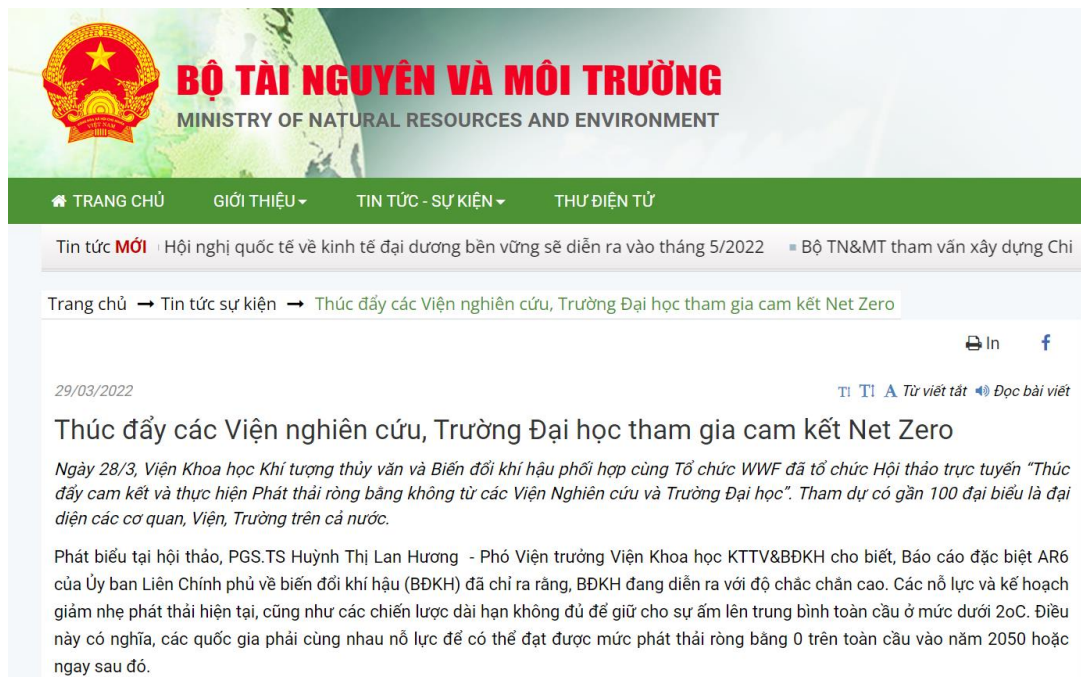 BỘ TÀI NGUYÊN VÀ MÔI TRƯỜNG
MINISTRY OF NATURAL RESOURCES AND ENVIRONMENT
TRANG CHỦ GIỚI THIỆU TIN TỨC - SỰ KIỆN THƯ ĐIỆN TỬ
Tin tức MỚI Hội nghị quốc tế về kinh tế đại dương bền vững sẽ diễn ra vào tháng 5/2022 Bộ TN&MT tham vấn xây dựng Chi
Trang chủ → Tin tức sự kiện → Thúc đẩy các Viện nghiên cứu, Trường Đại học tham gia cam kết Net Zero
In f
29/03/2022 T T A Từ viết tắt Đọc bài viết
Thúc đẩy các Viện nghiên cứu, Trường Đại học tham gia cam kết Net Zero
Ngày 28/3, Viện Khoa học Khí tượng thủy văn và Biến đổi khí hậu phối hợp cùng Tổ chức WWF đã tổ chức Hội thảo trực tuyến “Thúc
đẩy cam kết và thực hiện Phát thải ròng bằng không từ các Viện Nghiên cứu và Trường Đại học”. Tham dự có gần 100 đại biểu là đại
diện các cơ quan, Viện, Trường trên cả nước.
Phát biểu tại hội thảo, PGS.TS Huỳnh Thị Lan Hương - Phó Viện trưởng Viện Khoa học KTTV&BĐKH cho biết, Báo cáo đặc biệt AR6
của Ủy ban Liên Chính phủ về biến đổi khí hậu (BĐKH) đã chỉ ra rằng, BĐKH đang diễn ra với độ chắc chắn cao. Các nỗ lực và kế hoạch
giảm nhẹ phát thải hiện tại, cũng như các chiến lược dài hạn không đủ để giữ cho sự ấm lên trung bình toàn cầu ở mức dưới 2oC. Điều
này có nghĩa, các quốc gia phải cùng nhau nỗ lực để có thể đạt được mức phát thải ròng bằng 0 trên toàn cầu vào năm 2050 hoặc
ngay sau đó.